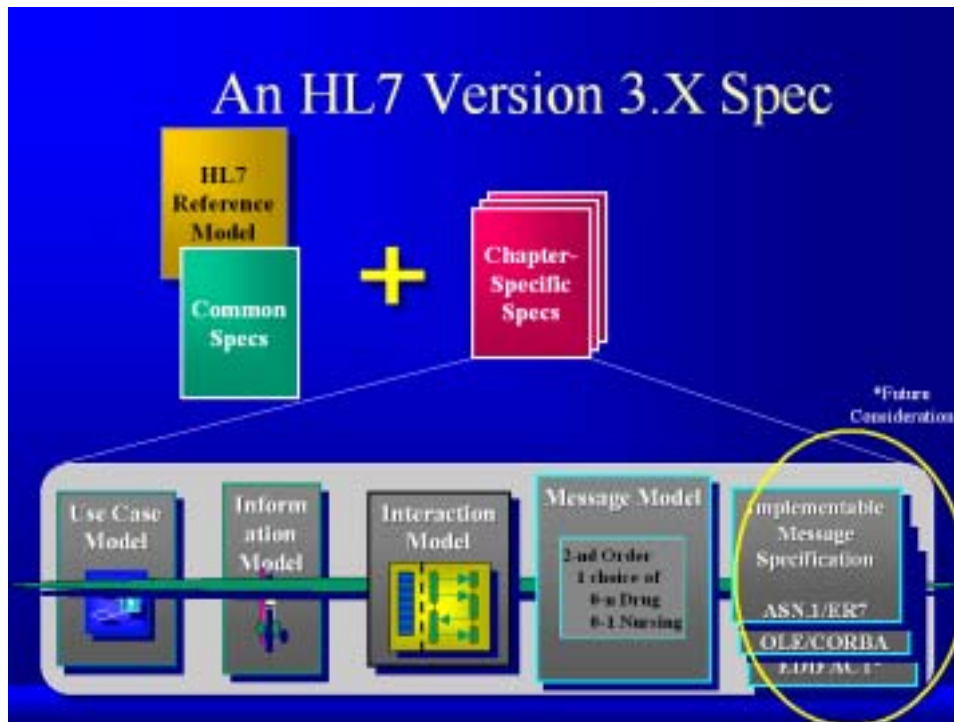 An HL7 Version 3.X Spec
HL7
Reference
Model
Common
Specs
Chapter-
Specific
Specs
*Future
Consideration
Use Case
Model
Inform
ation
Model
Interaction
Model
Message Model
2-nd Order
1 choice of
0-n Drug
0-1 Nursing
Implementable
Message
Specification
ASN.1/ER7
OLE/CORBA
EDIFACT*